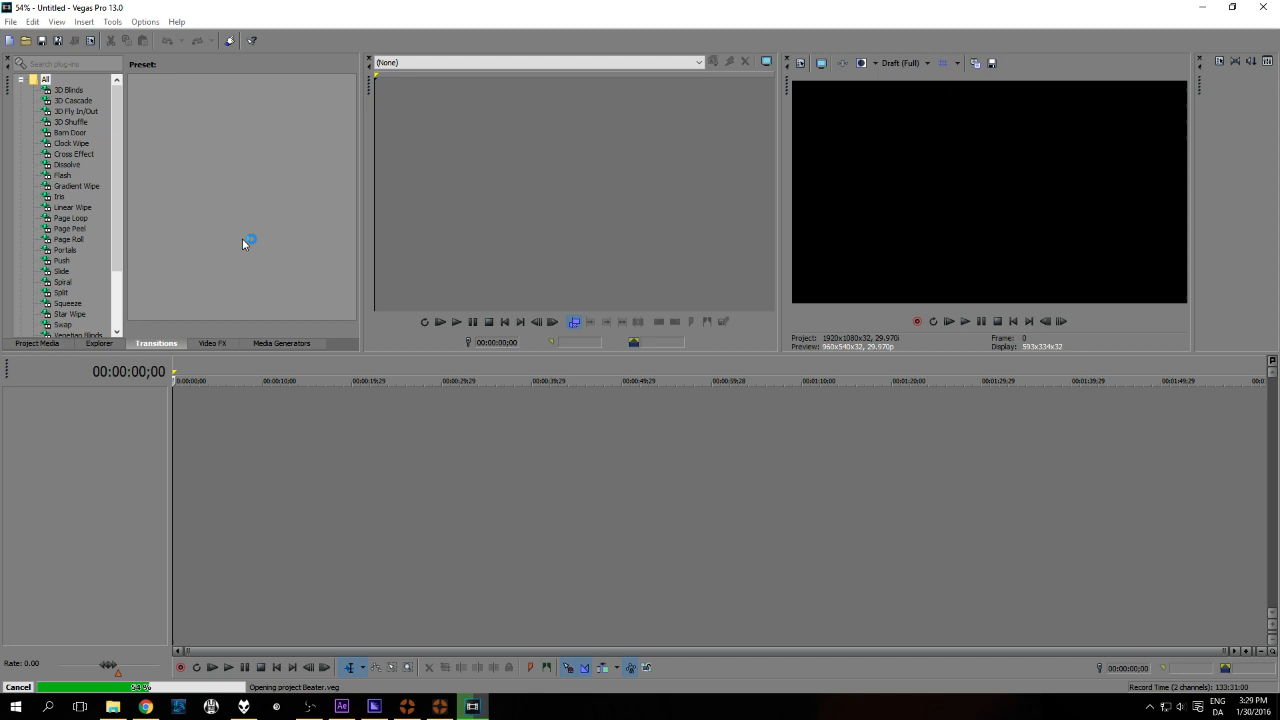 54% - Untitled - Vegas Pro 13.0
File Edit View Insert Tools Options Help
Search plug-ins
Preset:
(None)
Draft (Full)
All
3D Blinds
3D Cascade
3D Fly In/Out
3D Shuffle
Barn Door
Clock Wipe
Cross Effect
Dissolve
Flash
Gradient Wipe
Iris
Linear Wipe
Page Loop
Page Peel
Page Roll
Portals
Push
Slide
Spiral
Split
Squeeze
Star Wipe
Swap
Venetian Blinds
Project Media Explorer Transitions Video FX Media Generators
00:00:00;00
Project: 1920x1080x32, 29.970i
Preview: 960x540x32, 29.970p
Frame: 0
Display: 593x334x32
00:00:00;00
0:00:00;00 00:00:10;00 00:00:19;29 00:00:29;29 00:00:39;29 00:00:49;29 00:00:59;28 00:01:10;00 00:01:20;00 00:01:29;29 00:01:39;29 00:01:49;29 00:0
Rate: 0.00
00:00:00;00
Cancel 54 % Opening project Beater.veg
Record Time (2 channels): 133:31:00
Ae
ENG
DA
3:29 PM
1/30/2016